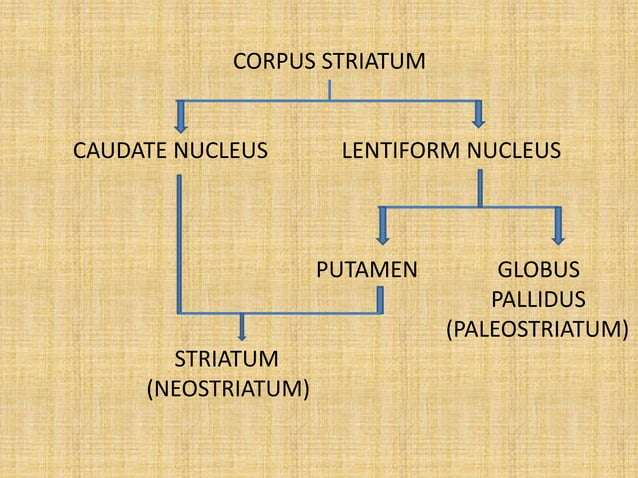 CORPUS STRIATUM
CAUDATE NUCLEUS
LENTIFORM NUCLEUS
PUTAMEN
GLOBUS
PALLIDUS
(PALEOSTRIATUM)
STRIATUM
(NEOSTRIATUM)